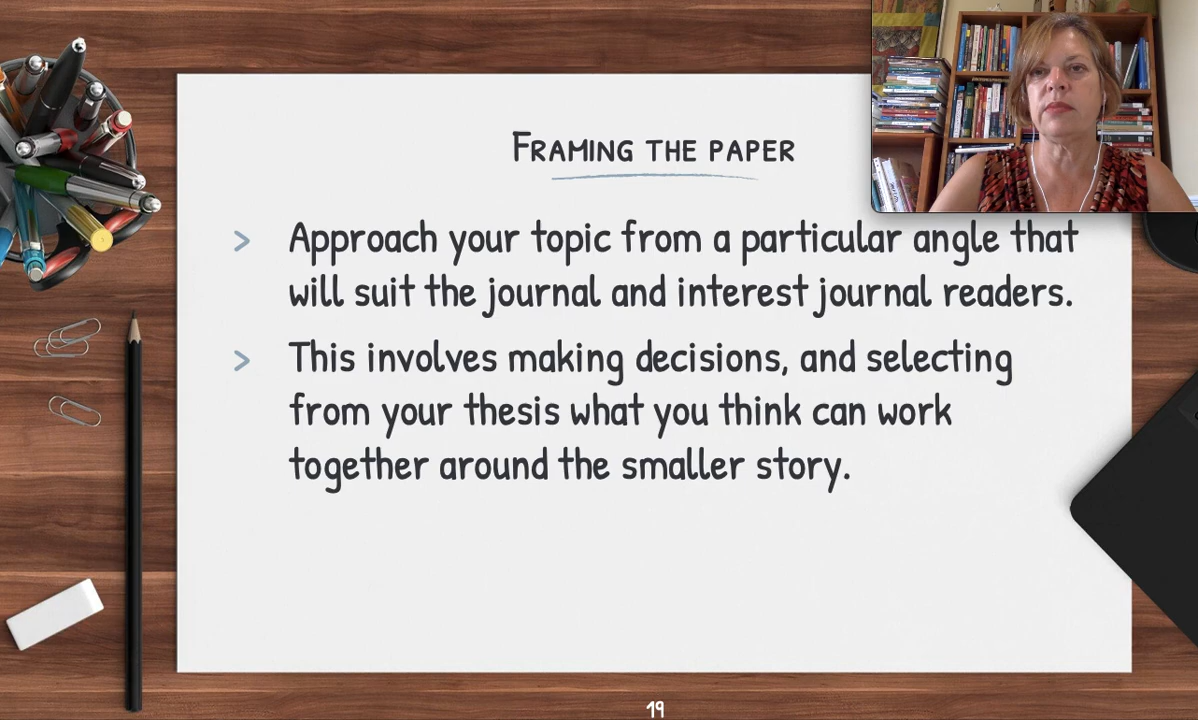 FRAMING THE PAPER
> Approach your topic from a particular angle that
will suit the journal and interest journal readers.
> This involves making decisions, and selecting
from your thesis what you think can work
together around the smaller story.
19